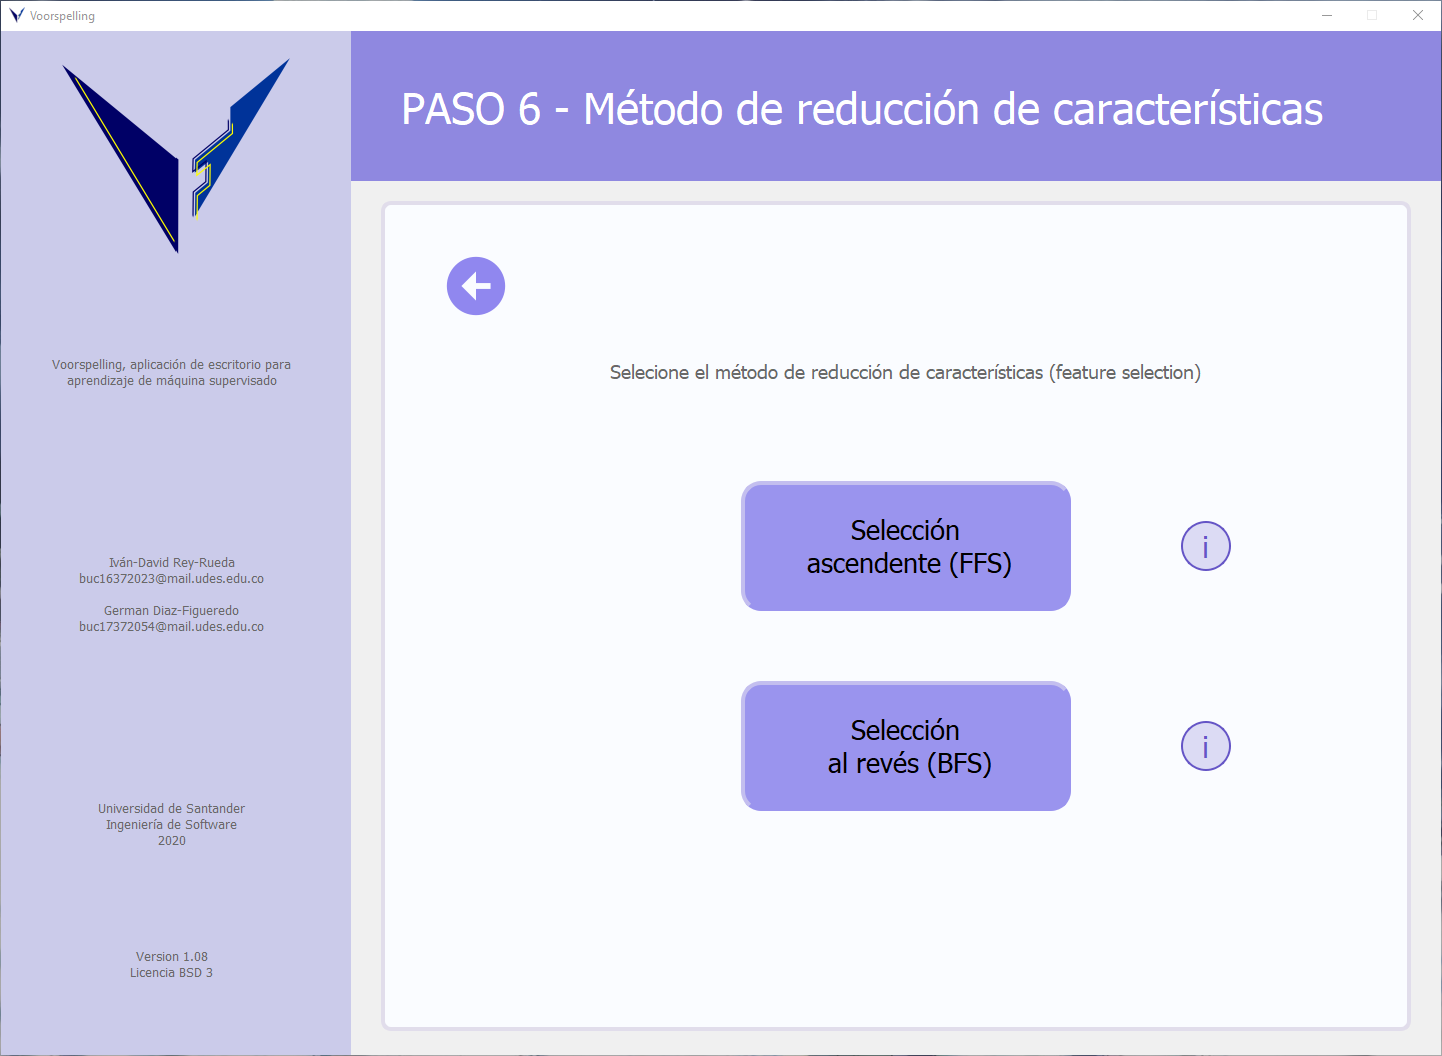 Voorspelling
PASO 6 - Método de reducción de características
Voorspelling, aplicación de escritorio para
aprendizaje de máquina supervisado
Iván-David Rey-Rueda
buc16372023@mail.udes.edu.co
German Diaz-Figueredo
buc17372054@mail.udes.edu.co
Universidad de Santander
Ingeniería de Software
2020
Version 1.08
Licencia BSD 3
Selecione el método de reducción de características (feature selection)
Selección
ascendente (FFS)
i
Selección
al revés (BFS)
i